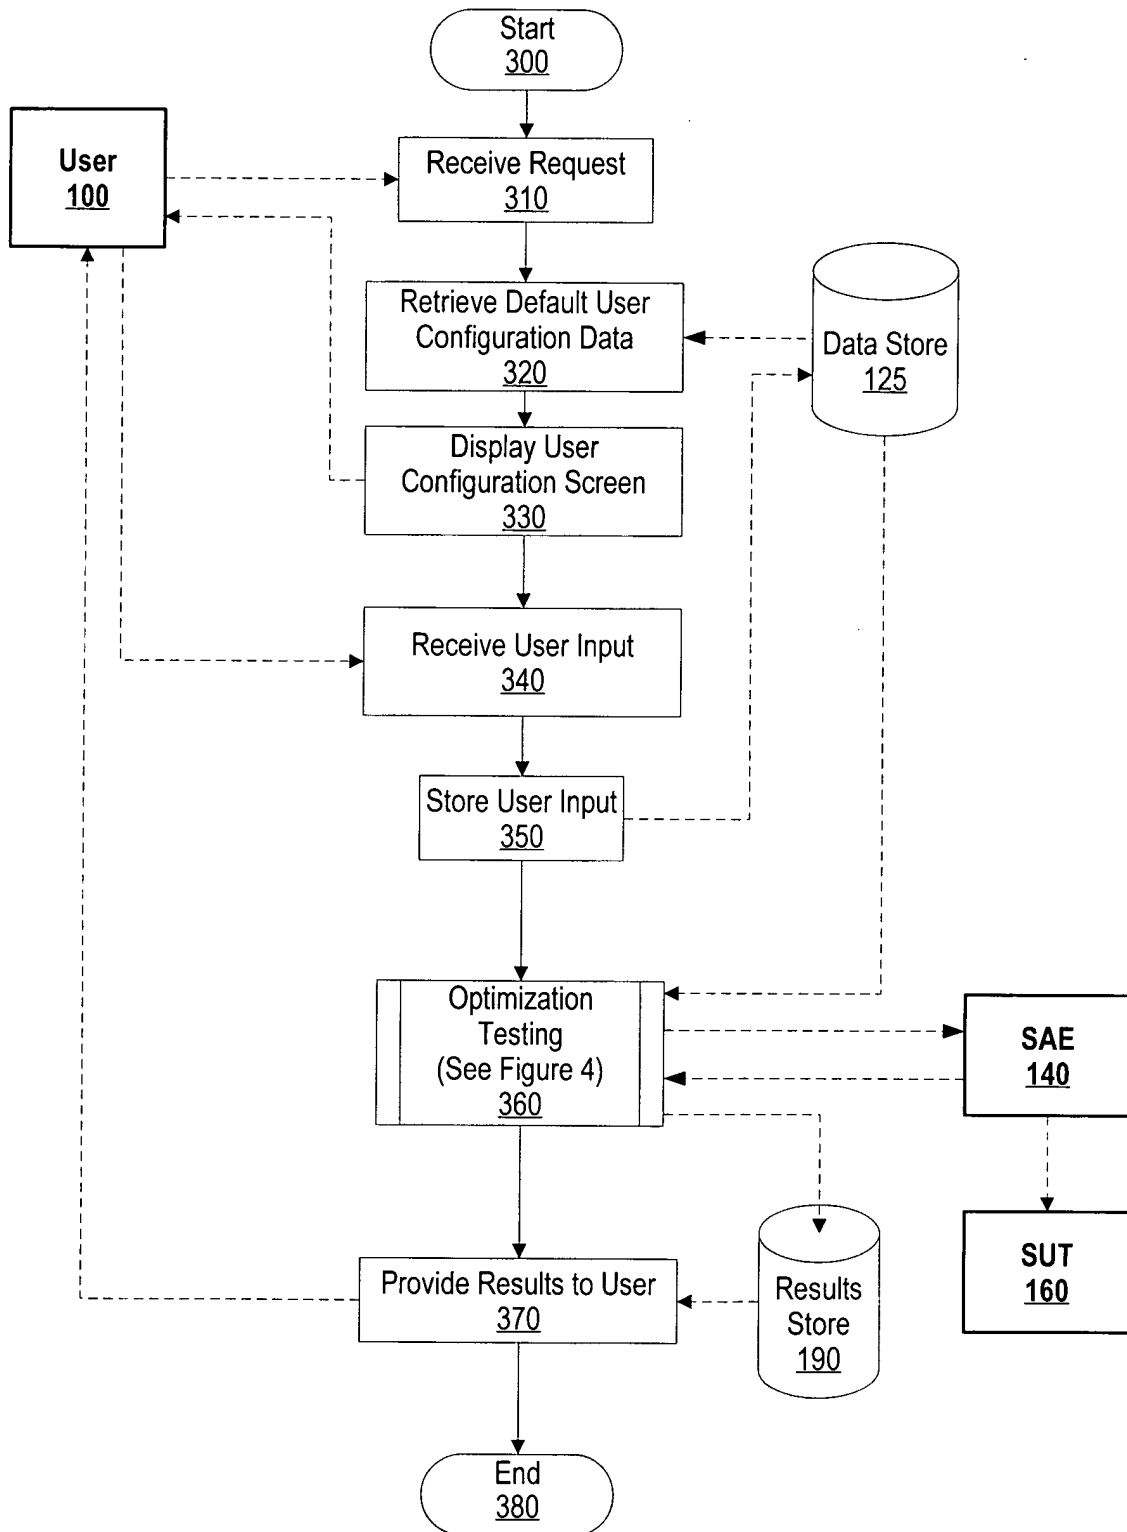 Start
300
User
100
Receive Request
310
Retrieve Default User
Configuration Data
320
Data Store
125
Display User
Configuration Screen
330
Receive User Input
340
Store User Input
350
Optimization
Testing
(See Figure 4)
360
SAE
140
SUT
160
Provide Results to User
370
Results
Store
190
End
380